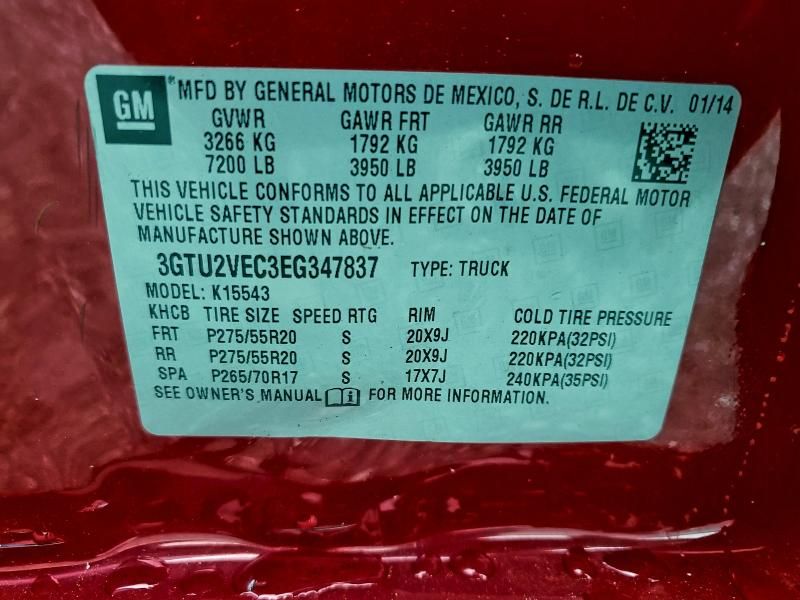 GM ®MFD BY GENERAL MOTORS DE MEXICO, S. DE R.L. DE C.V. 01/14
GVWR GAWR FRT GAWR RR
3266 KG 1792 KG 1792 KG
7200 LB 3950 LB 3950 LB
THIS VEHICLE CONFORMS TO ALL APPLICABLE U.S. FEDERAL MOTOR
VEHICLE SAFETY STANDARDS IN EFFECT ON THE DATE OF
MANUFACTURE SHOWN ABOVE.
3GTU2VEC3EG347837 TYPE: TRUCK
MODEL: K15543
KHCB TIRE SIZE SPEED RTG RIM COLD TIRE PRESSURE
FRT P275/55R20 S 20X9J 220KPA(32PSI)
RR P275/55R20 S 20X9J 220KPA(32PSI)
SPA P265/70R17 S 17X7J 240KPA(35PSI)
SEE OWNER'S MANUAL FOR MORE INFORMATION.